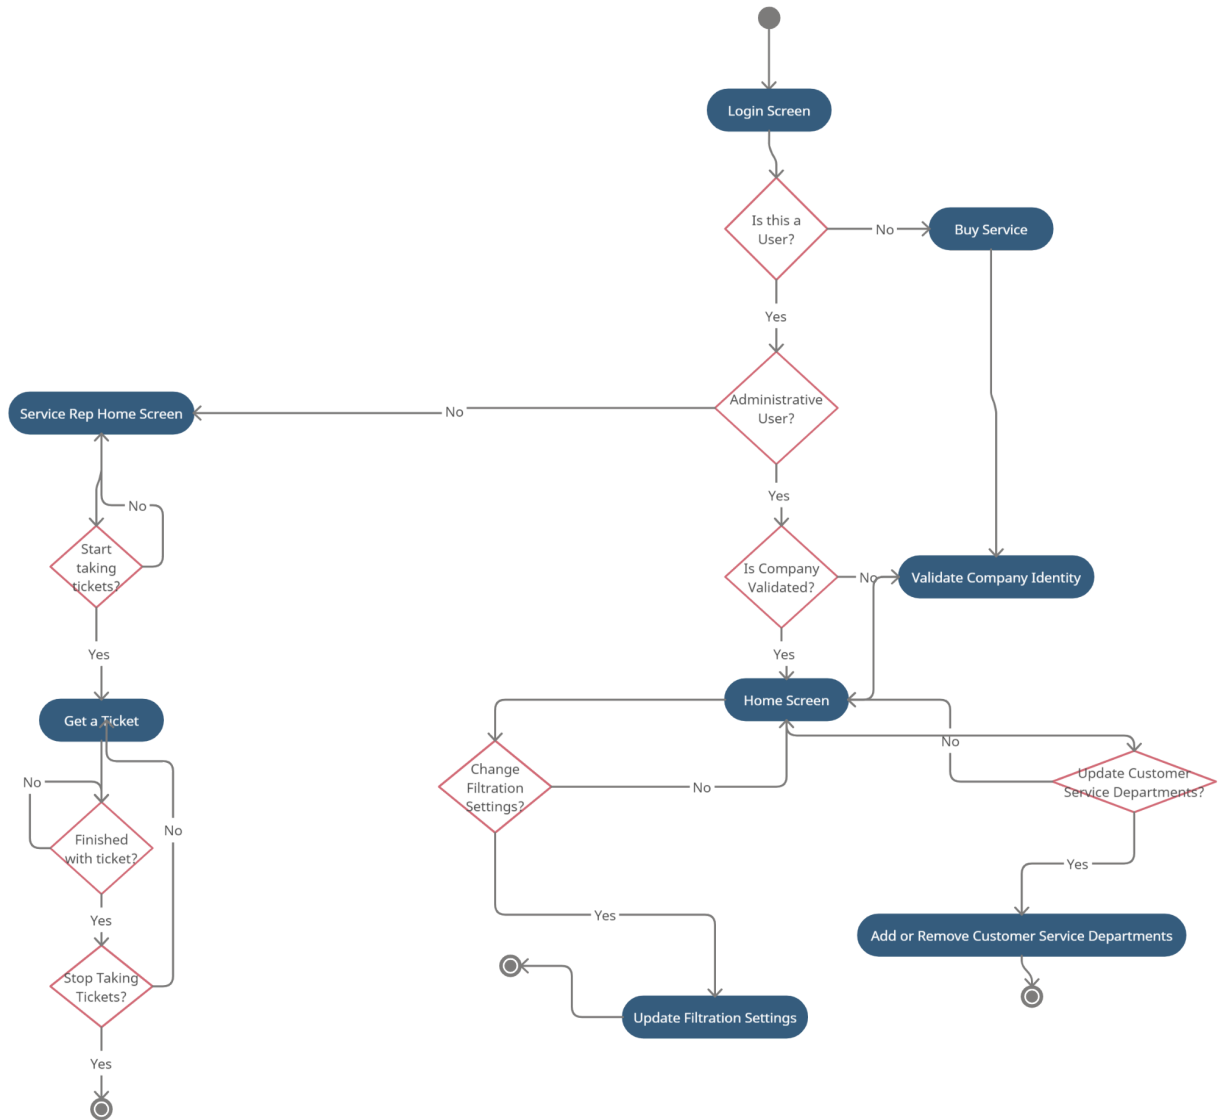 Login Screen
Is this a
User?
No
Buy Service
Yes
Administrative
User?
No
Service Rep Home Screen
Yes
No
Start
taking
tickets?
Is Company
Validated?
No
Validate Company Identity
Yes
Yes
Home Screen
Get a Ticket
No
Change
Filtration
Settings?
No
Update Customer
Service Departments?
No
No
Finished
with ticket?
Yes
Yes
Yes
Add or Remove Customer Service Departments
Stop Taking
Tickets?
Update Filtration Settings
Yes